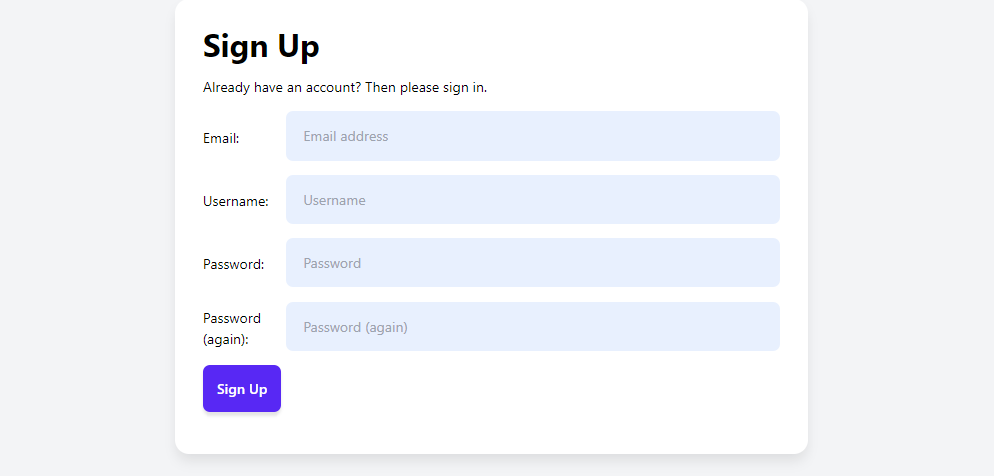 Sign Up
Already have an account? Then please sign in.
Email:
Email address
Username:
Username
Password:
Password
Password
(again):
Password (again)
Sign Up